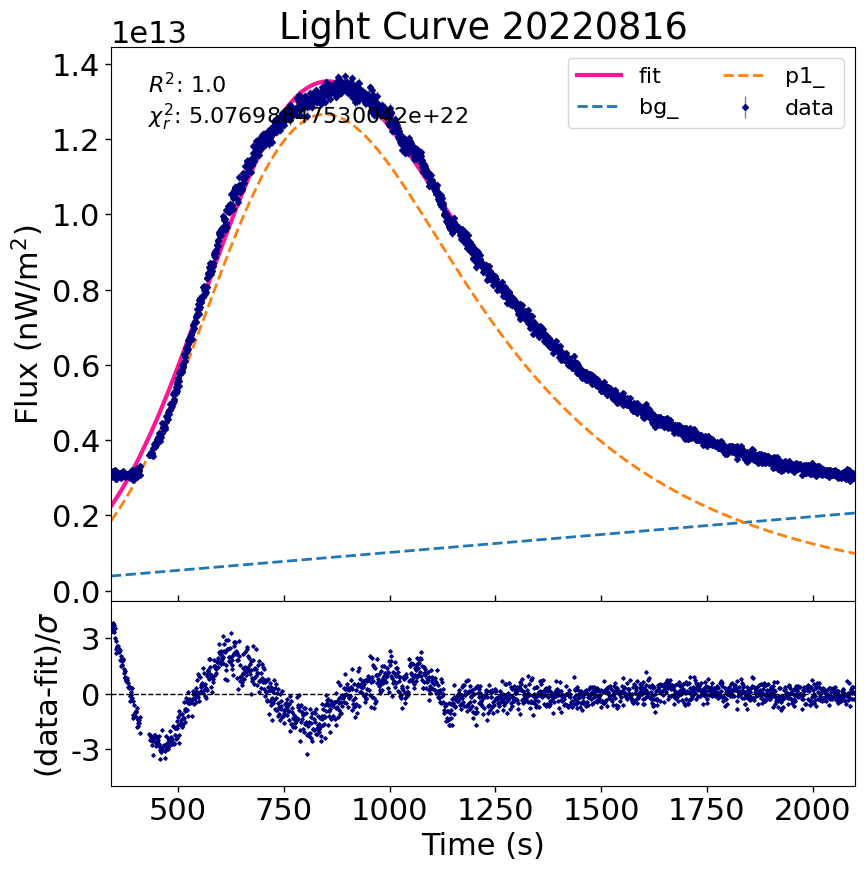 Light Curve 20220816
1e13
R²: 1.0
χ²ᵣ: 5.07698847530042e+22
fit
bg_
p1_
data
Flux (nW/m²)
1.4
1.2
1.0
0.8
0.6
0.4
0.2
0.0
(data-fit)/σ
3
0
-3
500
750
1000
1250
1500
1750
2000
Time (s)